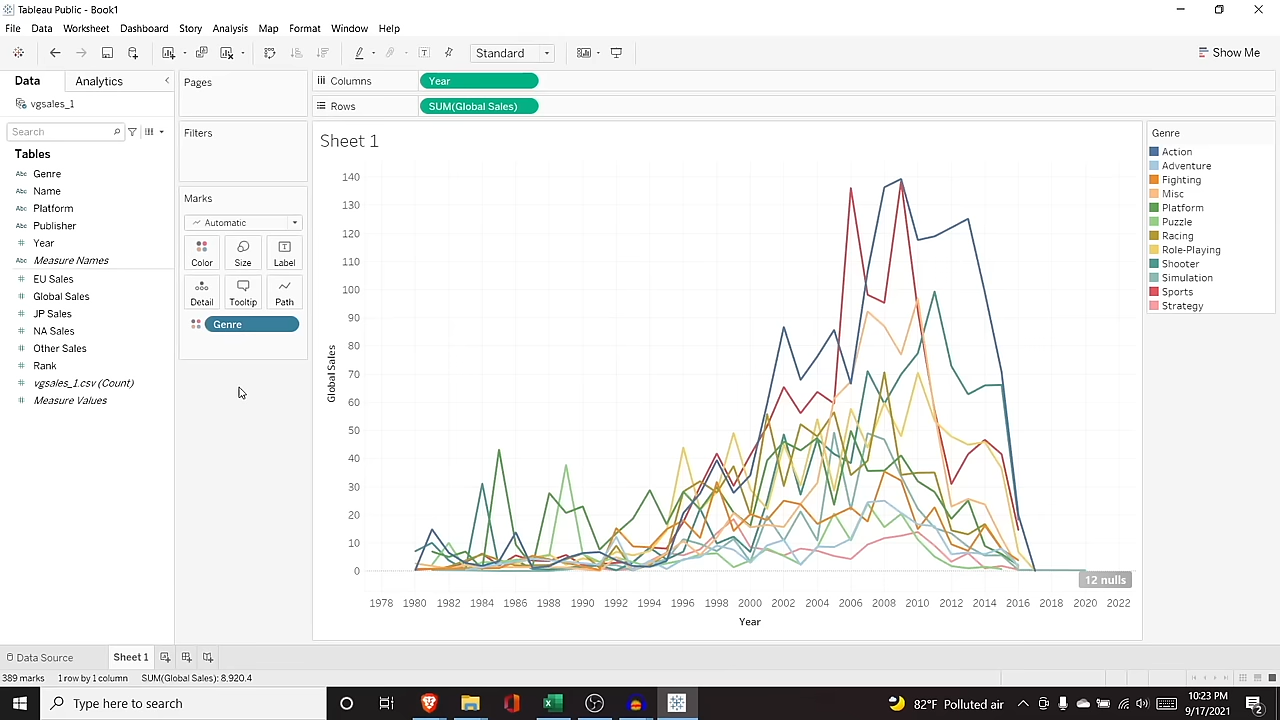 Tableau Public - Book1
File Data Worksheet Dashboard Story Analysis Map Format Window Help
Standard
Show Me
Data Analytics
Pages
Columns Year
vgsales_1
Rows SUM(Global Sales)
Search
Filters
Sheet 1
Genre
Tables
Abc Genre
Abc Name
Abc Platform
Abc Publisher
# Year
Abc Measure Names
# EU Sales
# Global Sales
# JP Sales
# NA Sales
# Other Sales
# Rank
# vgsales_1.csv (Count)
# Measure Values
Marks
Automatic
Color Size Label
Detail Tooltip Path
Genre
Action
Adventure
Fighting
Misc
Platform
Puzzle
Racing
Role-Playing
Shooter
Simulation
Sports
Strategy
Global Sales
140
130
120
110
100
90
80
70
60
50
40
30
20
10
0
12 nulls
1978 1980 1982 1984 1986 1988 1990 1992 1994 1996 1998 2000 2002 2004 2006 2008 2010 2012 2014 2016 2018 2020 2022
Year
Data Source Sheet 1
389 marks 1 row by 1 column SUM(Global Sales): 8,920.4
Type here to search
82°F Polluted air
10:23 PM
9/17/2021
2